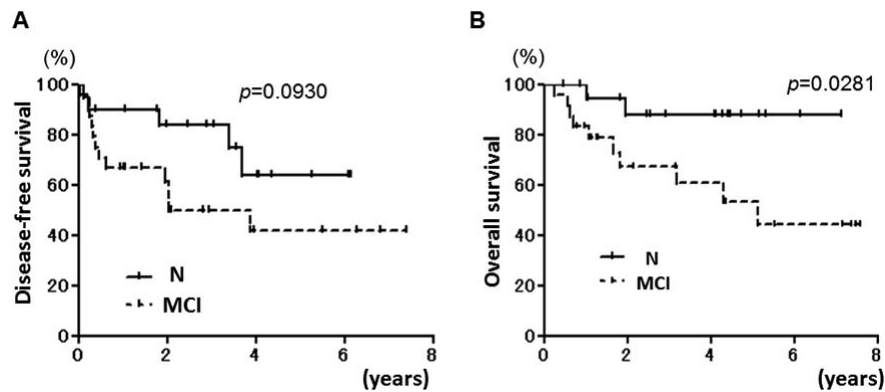 A
(%)
p=0.0930
Disease-free survival
100
80
60
40
20
0
N
MCI
0 2 4 6 8
(years)
B
(%)
p=0.0281
Overall survival
100
80
60
40
20
0
N
MCI
0 2 4 6 8
(years)